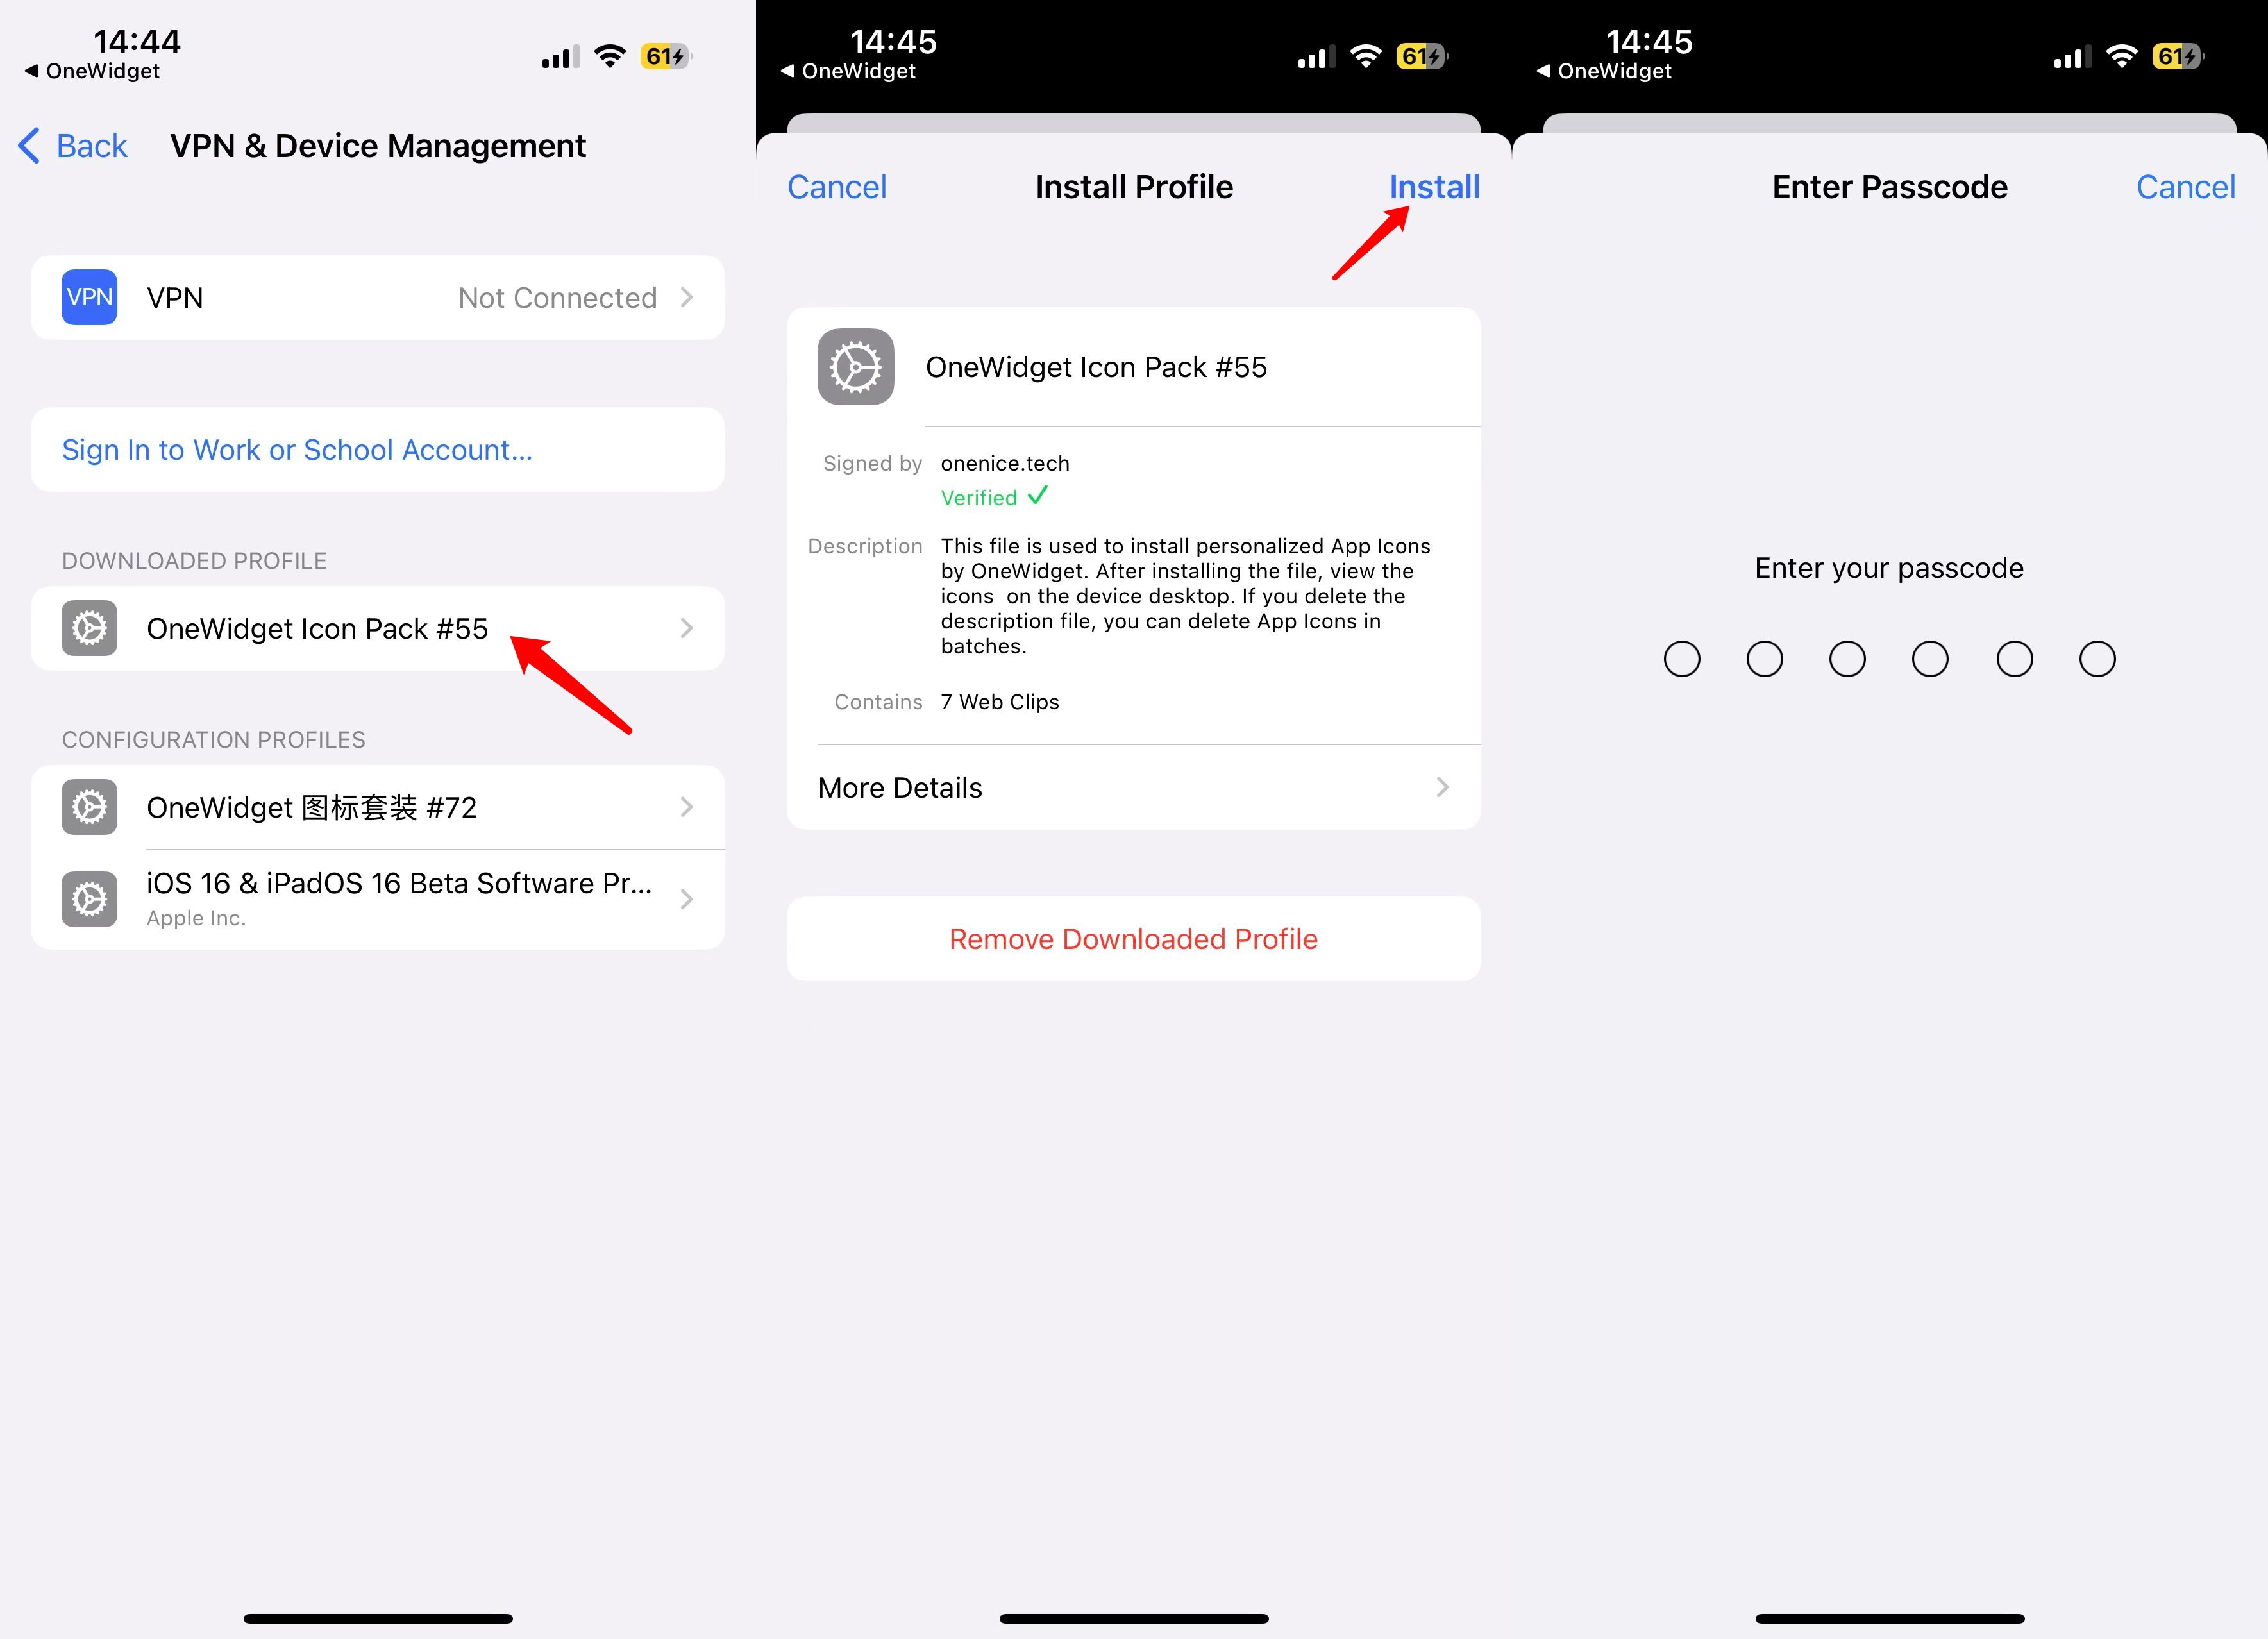 14:44
◀ OneWidget
61
Back
VPN & Device Management
VPN
VPN
Not Connected
Sign In to Work or School Account...
DOWNLOADED PROFILE
OneWidget Icon Pack #55
CONFIGURATION PROFILES
OneWidget 图标套装 #72
iOS 16 & iPadOS 16 Beta Software Pr...
Apple Inc.
14:45
◀ OneWidget
61
Cancel
Install Profile
Install
OneWidget Icon Pack #55
Signed by onenice.tech
Verified ✓
Description This file is used to install personalized App Icons
by OneWidget. After installing the file, view the
icons  on the device desktop. If you delete the
description file, you can delete App Icons in
batches.
Contains 7 Web Clips
More Details
Remove Downloaded Profile
14:45
◀ OneWidget
61
Enter Passcode
Cancel
Enter your passcode